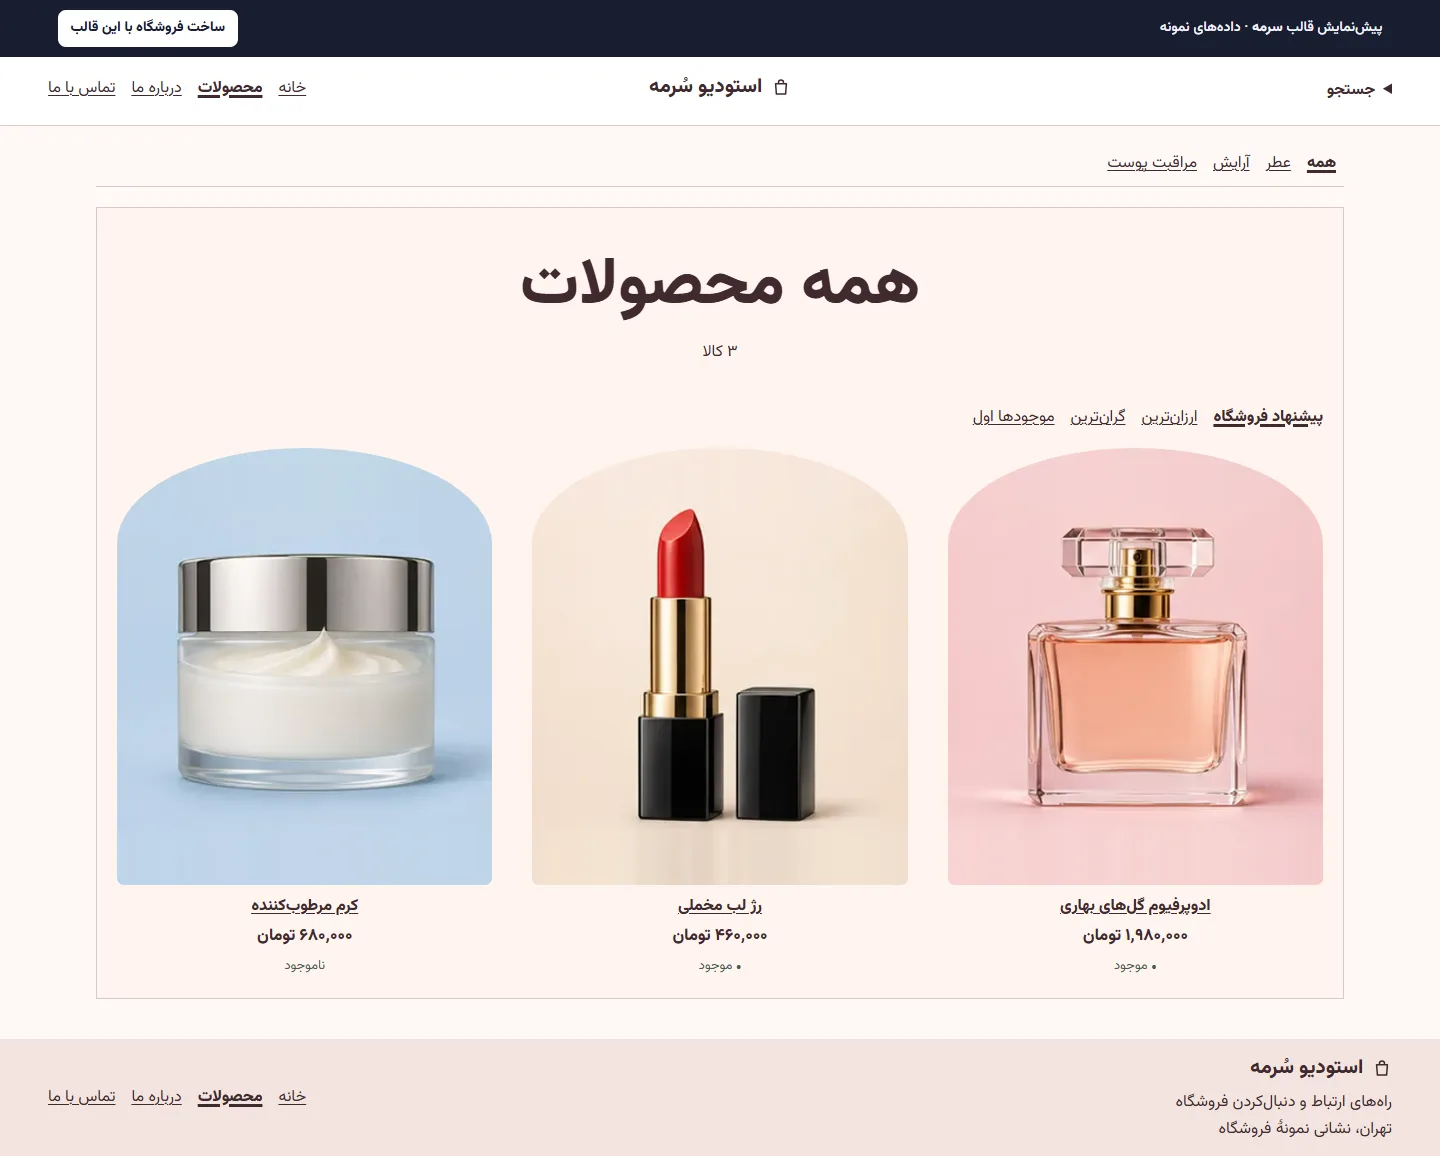 پیش‌نمایش قالب سرمه · داده‌های نمونه
ساخت فروشگاه با این قالب
جستجو
استودیو سُرمه
خانه محصولات درباره ما تماس با ما
همه عطر آرایش مراقبت پوست
همه محصولات
۳ کالا
پیشنهاد فروشگاه ارزان‌ترین گران‌ترین موجودها اول
ادوپرفیوم گل‌های بهاری
۱,۹۸۰,۰۰۰ تومان
• موجود
رژ لب مخملی
۴۶۰,۰۰۰ تومان
• موجود
کرم مرطوب‌کننده
۶۸۰,۰۰۰ تومان
ناموجود
استودیو سُرمه
راه‌های ارتباط و دنبال‌کردن فروشگاه
تهران، نشانی نمونهٔ فروشگاه
خانه محصولات درباره ما تماس با ما